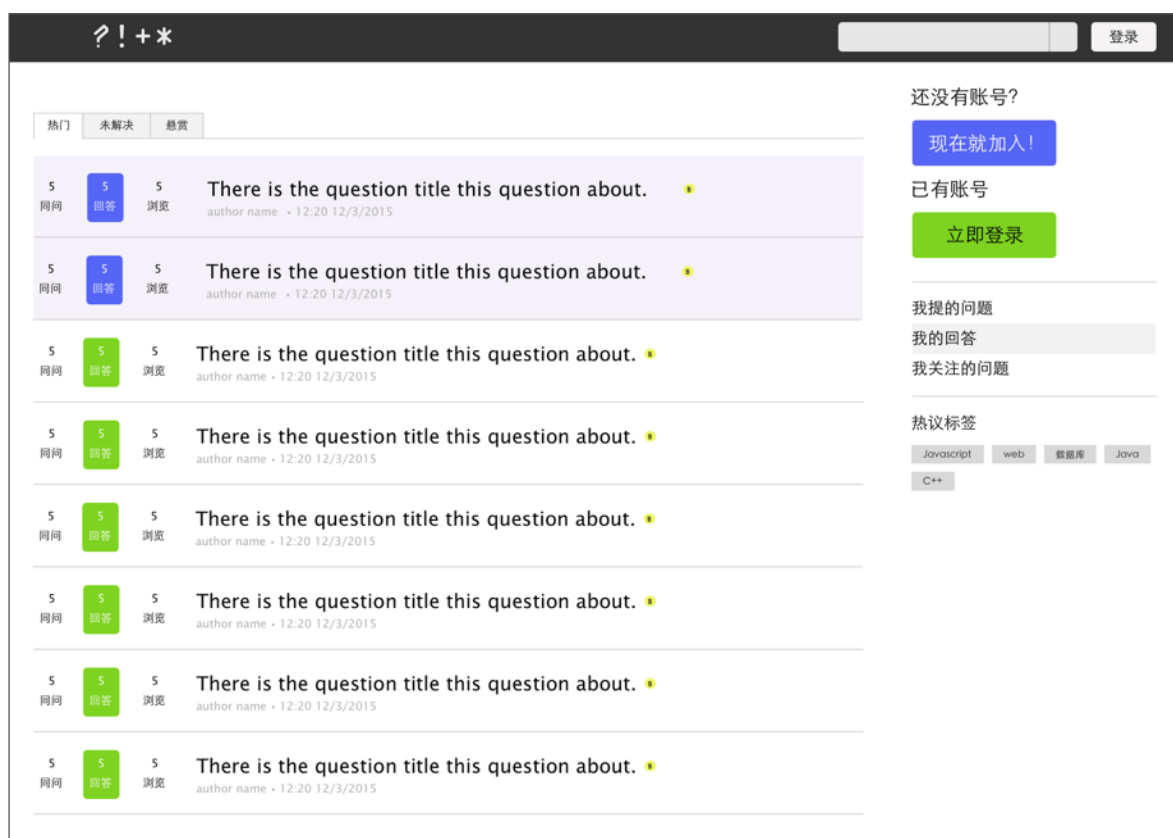 ?!+*
登录
热门 未解决 悬赏
5 5 5
同问 回答 浏览
There is the question title this question about.
author name • 12:20 12/3/2015
5 5 5
同问 回答 浏览
There is the question title this question about.
author name • 12:20 12/3/2015
5 5 5
同问 回答 浏览
There is the question title this question about.
author name • 12:20 12/3/2015
5 5 5
同问 回答 浏览
There is the question title this question about.
author name • 12:20 12/3/2015
5 5 5
同问 回答 浏览
There is the question title this question about.
author name • 12:20 12/3/2015
5 5 5
同问 回答 浏览
There is the question title this question about.
author name • 12:20 12/3/2015
5 5 5
同问 回答 浏览
There is the question title this question about.
author name • 12:20 12/3/2015
5 5 5
同问 回答 浏览
There is the question title this question about.
author name • 12:20 12/3/2015
还没有账号?
现在就加入!
已有账号
立即登录
我提的问题
我的回答
我关注的问题
热议标签
Javascript web 数据库 Java
C++